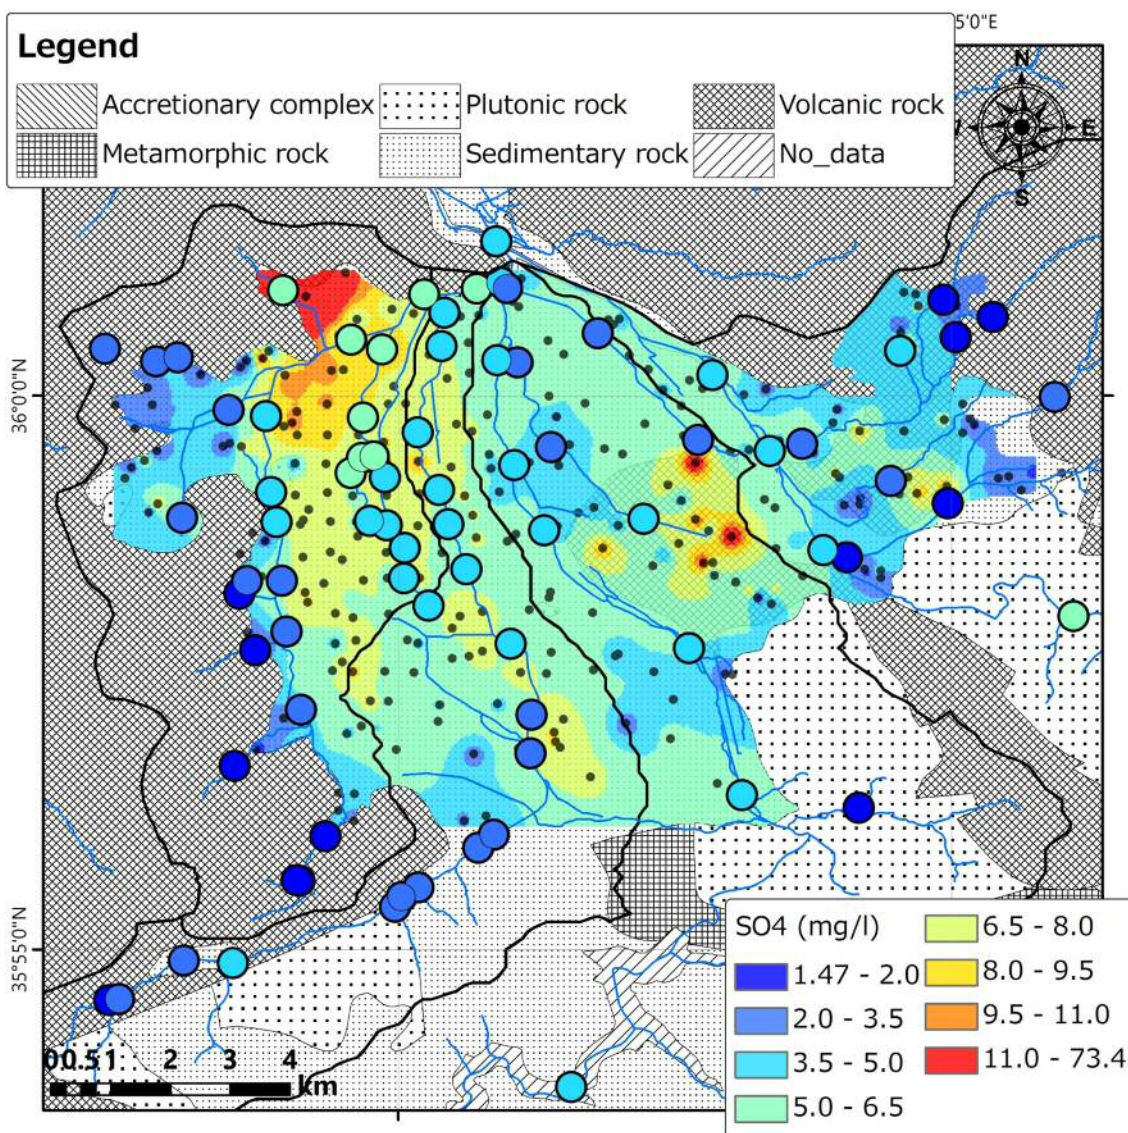 5'0"E
Legend
Accretionary complex Plutonic rock Volcanic rock
Metamorphic rock Sedimentary rock No_data
N
E
S
36°0'0"N
35°55'0"N
SO4 (mg/l)
1.47 - 2.0
2.0 - 3.5
3.5 - 5.0
5.0 - 6.5
6.5 - 8.0
8.0 - 9.5
9.5 - 11.0
11.0 - 73.4
0 0.5 1 2 3 4
km